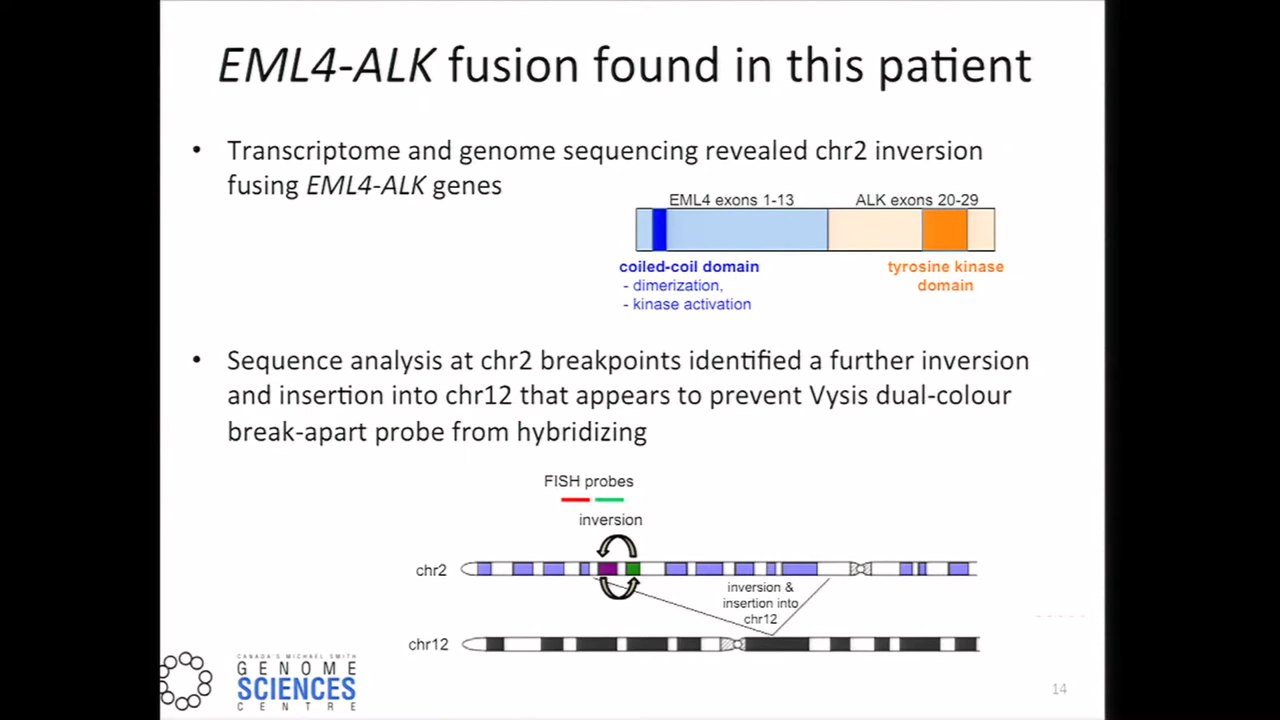 EML4-ALK fusion found in this patient
• Transcriptome and genome sequencing revealed chr2 inversion
fusing EML4-ALK genes
EML4 exons 1-13
ALK exons 20-29
coiled-coil domain
- dimerization,
- kinase activation
tyrosine kinase
domain
• Sequence analysis at chr2 breakpoints identified a further inversion
and insertion into chr12 that appears to prevent Vysis dual-colour
break-apart probe from hybridizing
FISH probes
inversion
chr2
inversion &
insertion into
chr12
chr12
CANADA'S MICHAEL SMITH
GENOME
SCIENCES
CENTRE
14